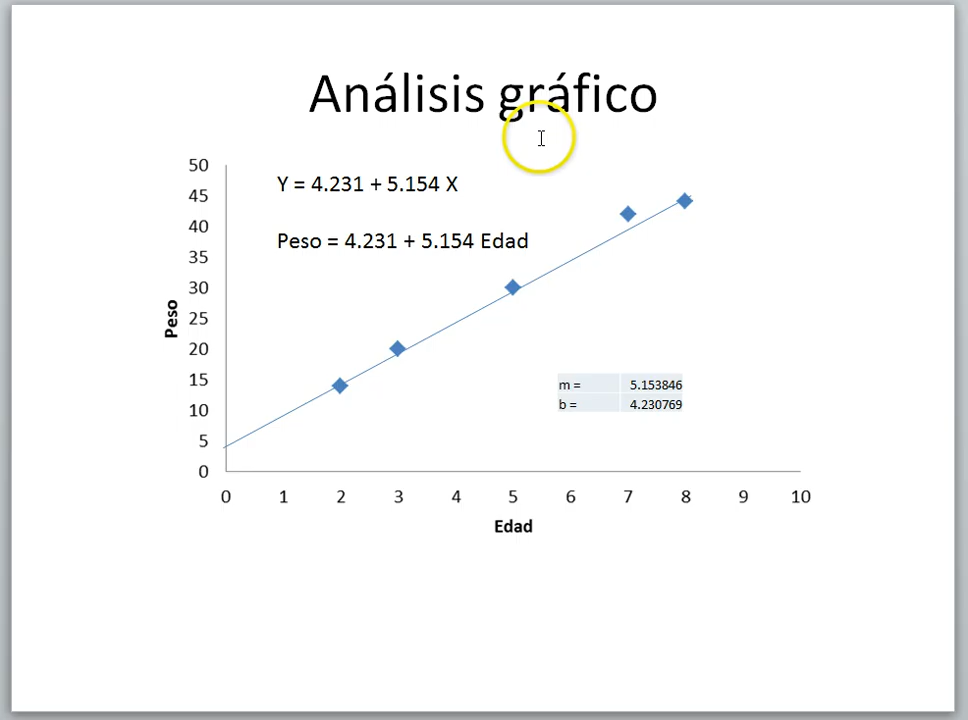 Análisis gráfico
Y = 4.231 + 5.154 X
Peso = 4.231 + 5.154 Edad
50
45
40
35
30
25
20
15
10
5
0
Peso
m = 5.153846
b = 4.230769
0 1 2 3 4 5 6 7 8 9 10
Edad